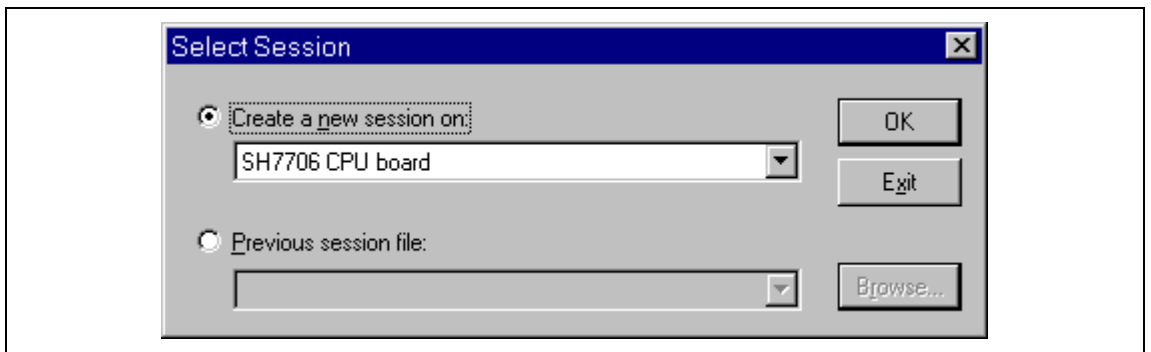 Select Session
Create a new session on:
OK
SH7706 CPU board
Exit
Previous session file:
Browse...